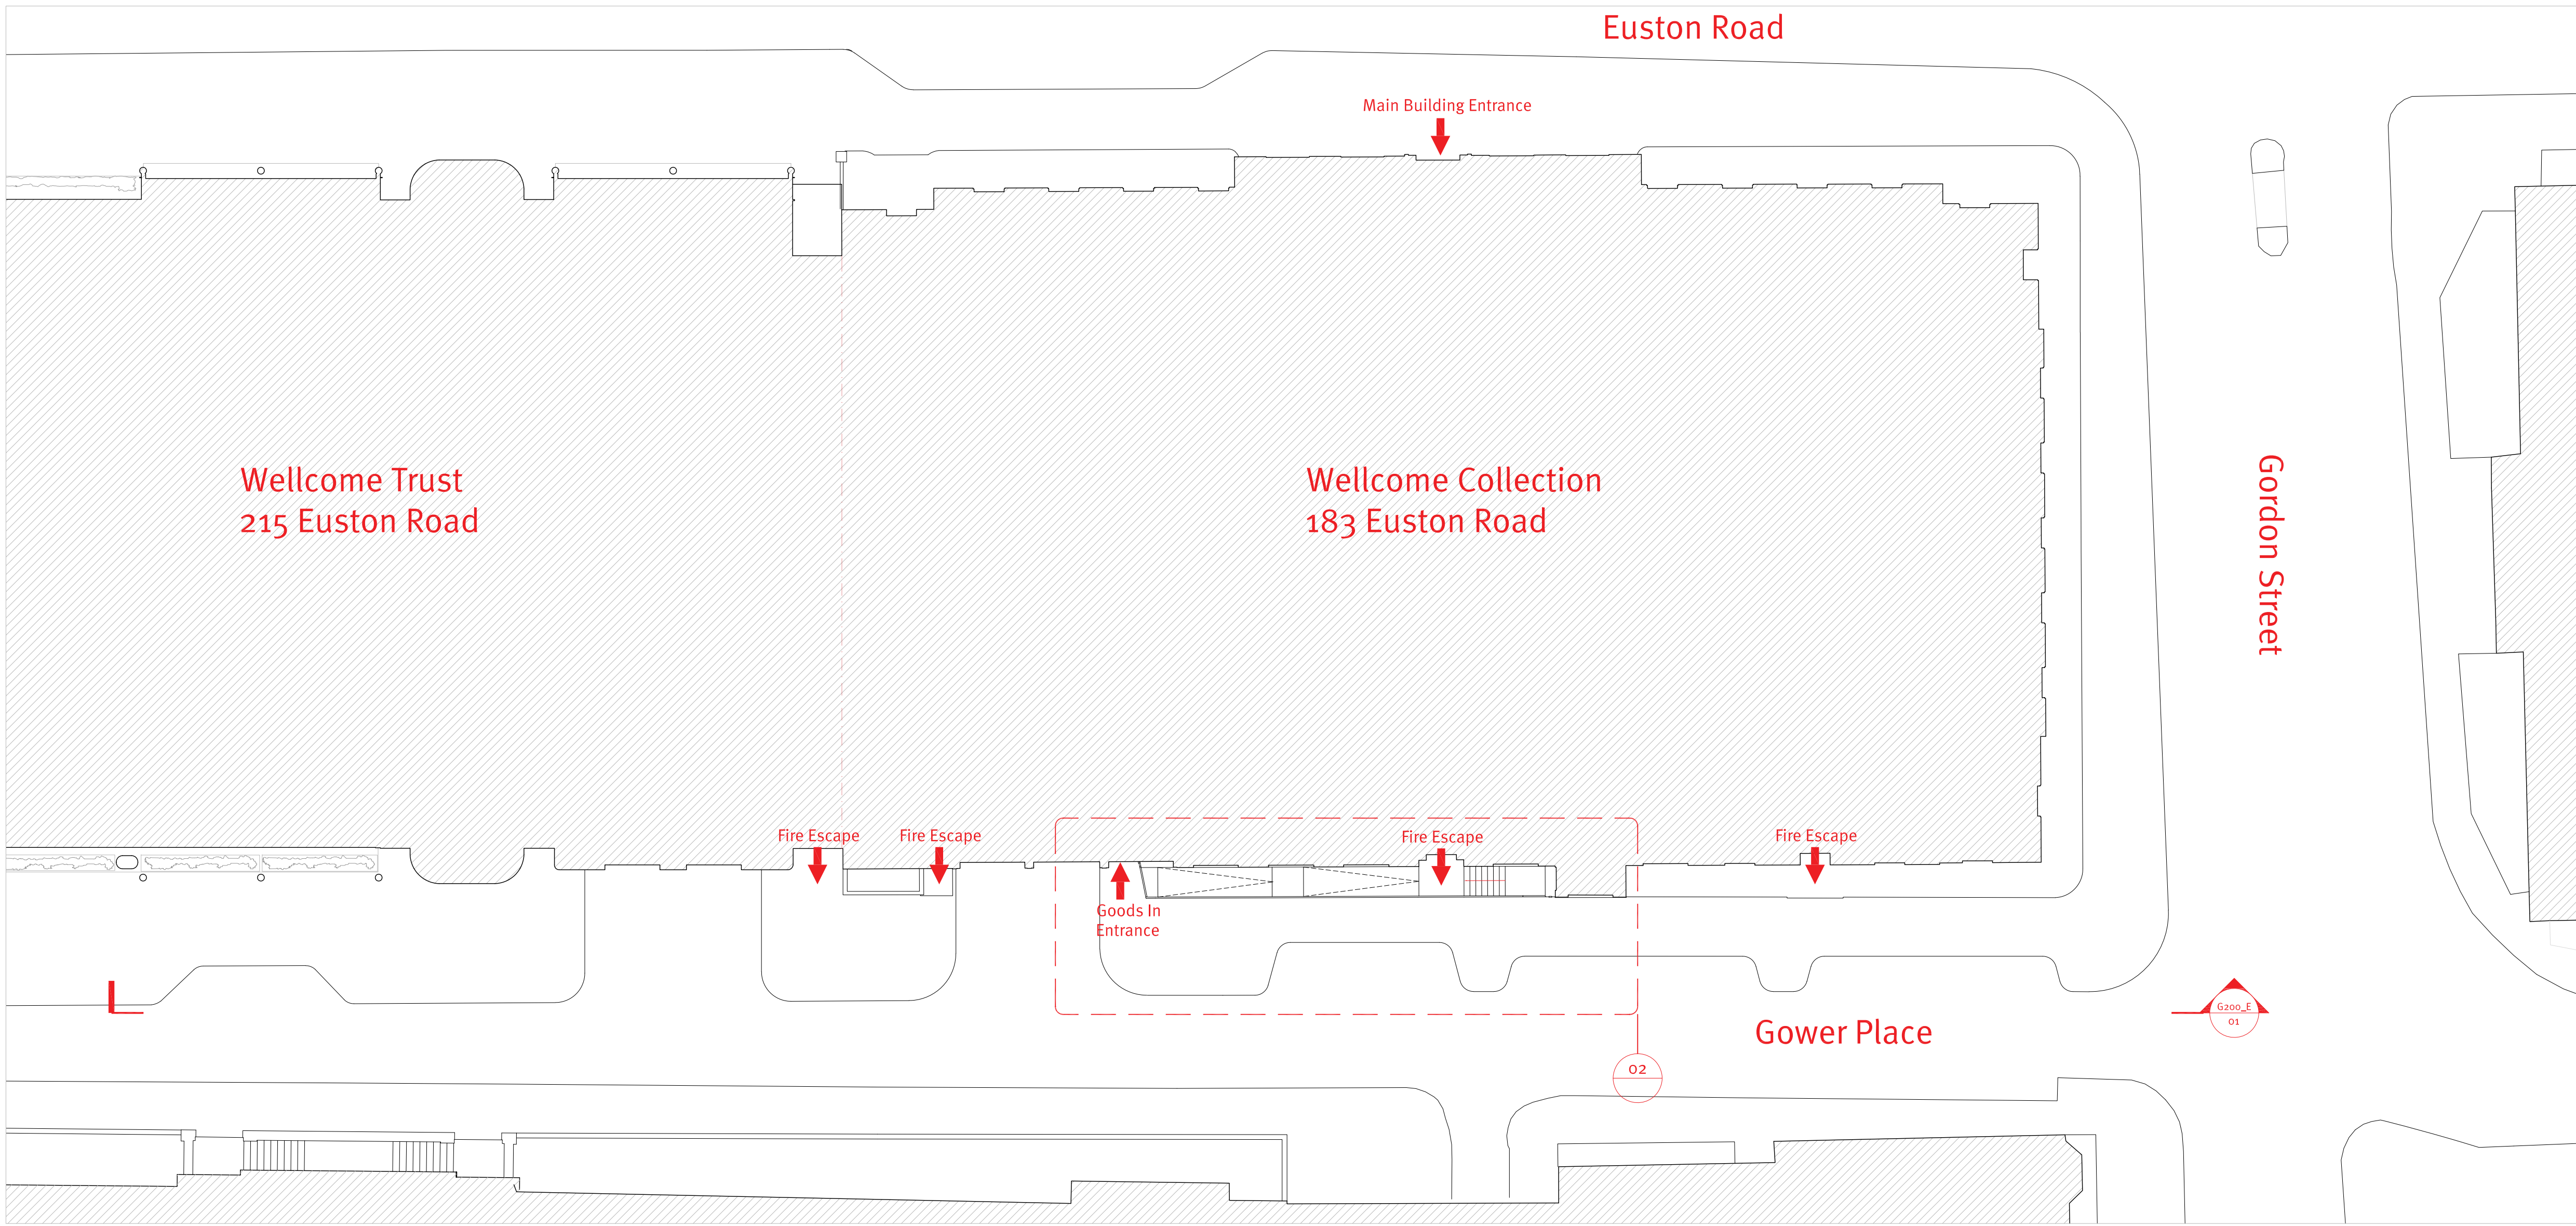 Euston Road
Main Building Entrance
Wellcome Trust
215 Euston Road
Wellcome Collection
183 Euston Road
Gordon Street
Fire Escape
Fire Escape
Fire Escape
Fire Escape
Goods In
Entrance
G200_E
01
Gower Place
02